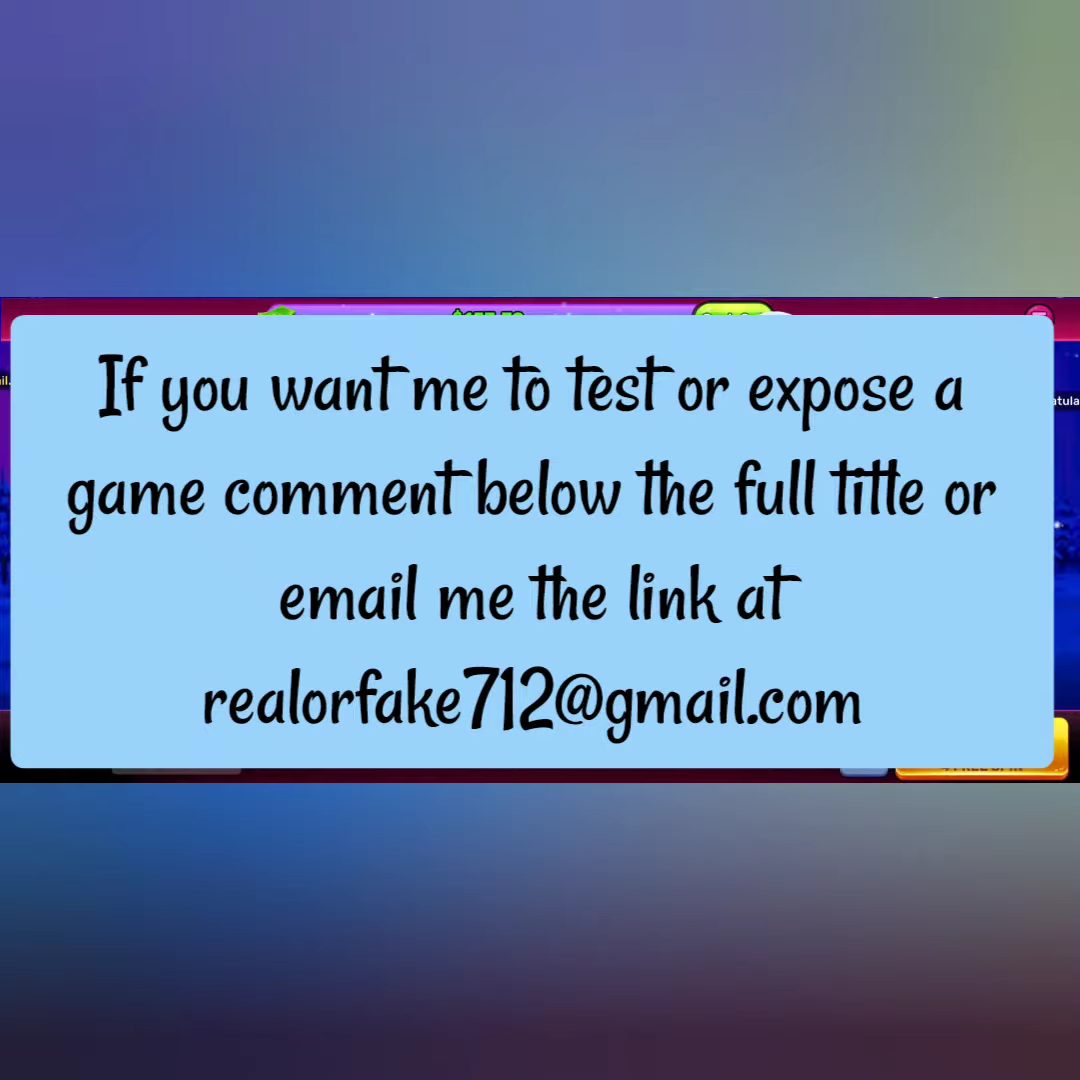 If you want me to test or expose a
game comment below the full title or
email me the link at
realorfake712@gmail.com